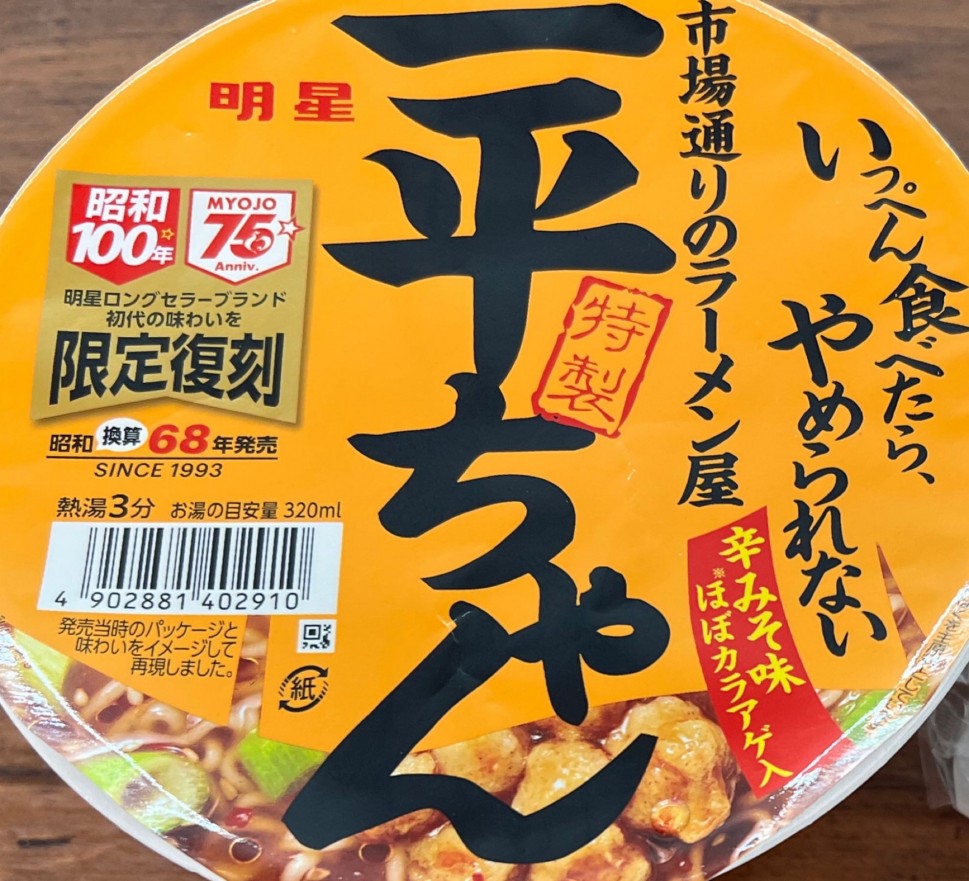 明星
一平ちゃん
特製
市場通りのラーメン屋
いっぺん食べたら、
やめられない
昭和
100年
MYOJO
75
Anniv.
明星ロングセラーブランド
初代の味わいを
限定復刻
昭和換算68年発売
SINCE 1993
熱湯3分 お湯の目安量 320ml
4 902881 402910
発売当時のパッケージと
味わいをイメージして
再現しました。
紙
辛みそ味
※ほぼカラアゲ入